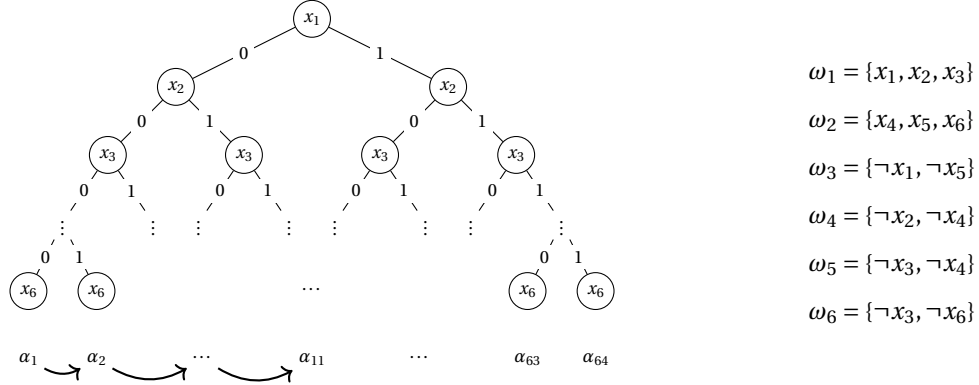 x₁
0 1
x₂ x₂
0 1 0 1
x₃ x₃ x₃ x₃
0 1 0 1 0 1 0 1
⋮ ⋮ ⋮ ⋮ ⋮ ⋮ ⋮ ⋮
0 1 0 1
x₆ x₆ ... x₆ x₆
α₁ α₂ ... α₁₁ ... α₆₃ α₆₄
ω₁ = {x₁, x₂, x₃}
ω₂ = {x₄, x₅, x₆}
ω₃ = {¬x₁, ¬x₅}
ω₄ = {¬x₂, ¬x₄}
ω₅ = {¬x₃, ¬x₄}
ω₆ = {¬x₃, ¬x₆}